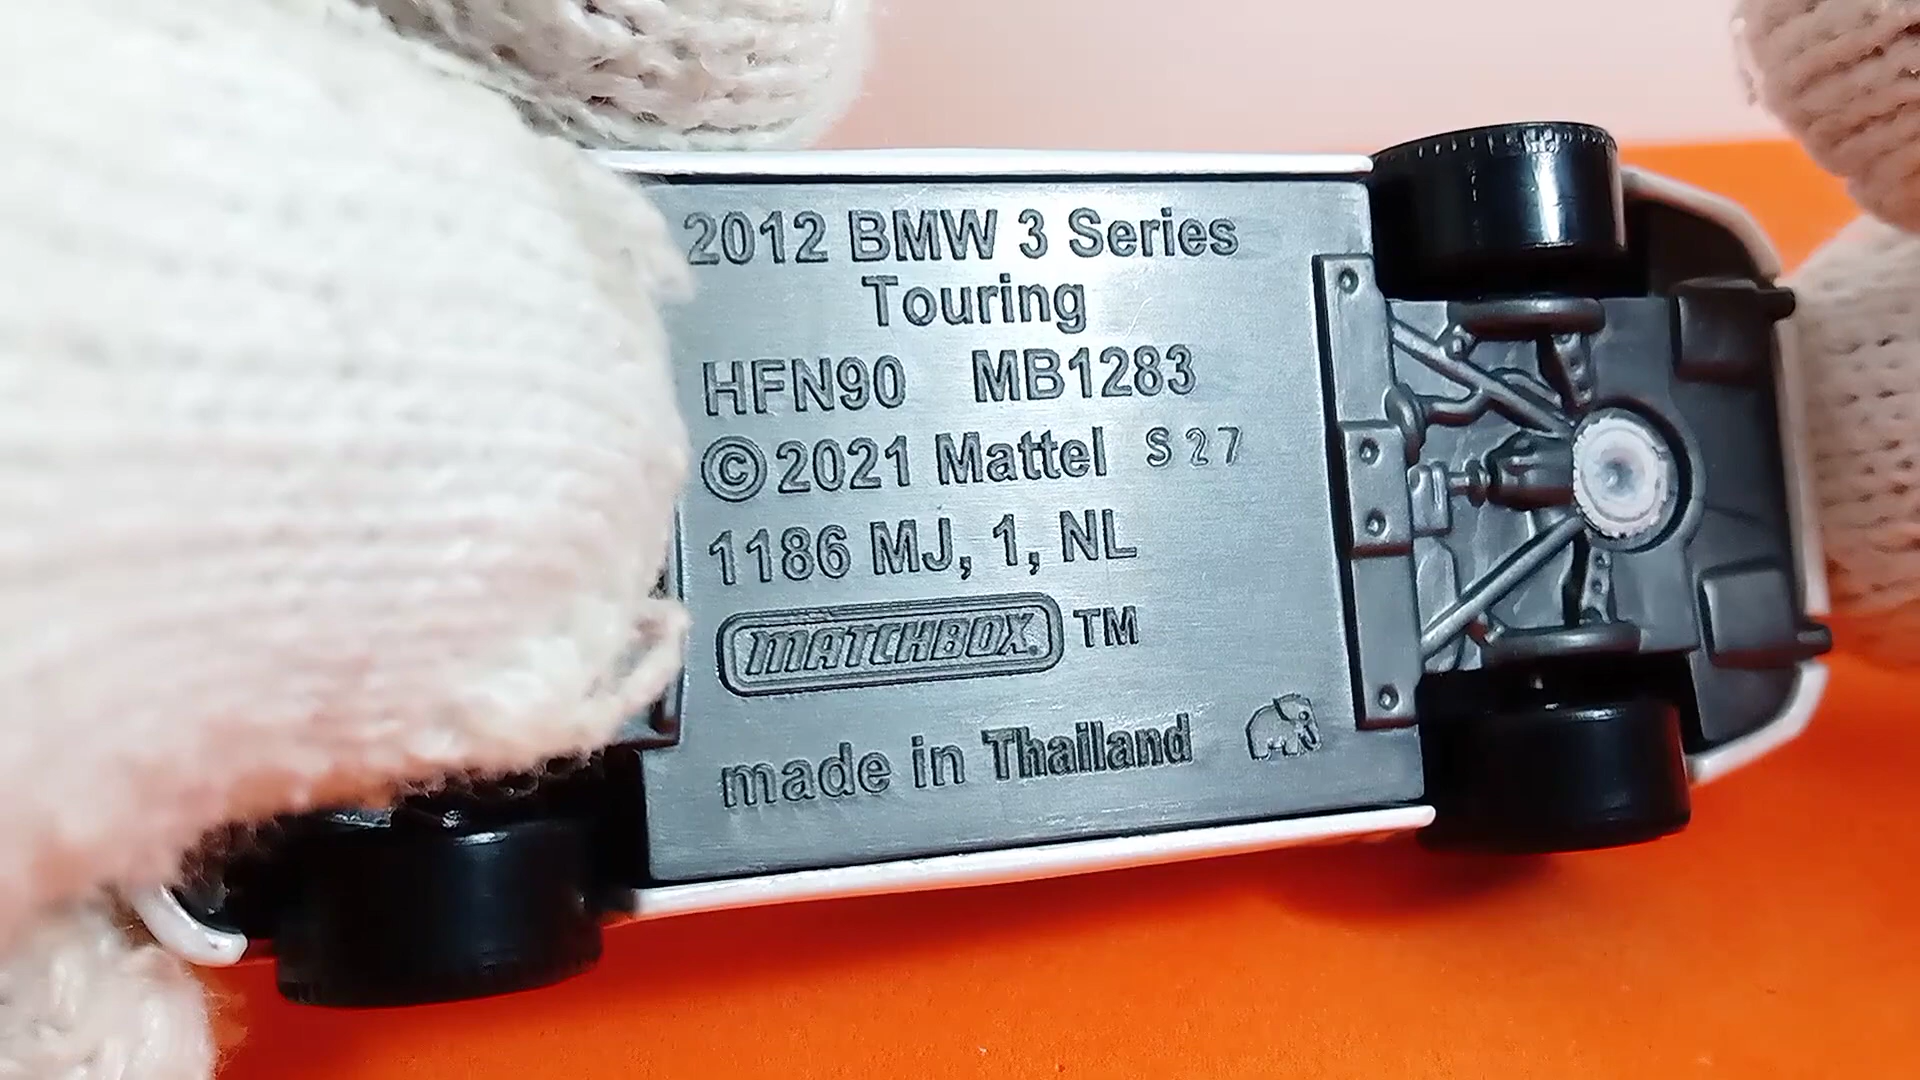 2012 BMW 3 Series
Touring
HFN90 MB1283
©2021 Mattel S27
1186 MJ, 1, NL
MATCHBOX TM
made in Thailand